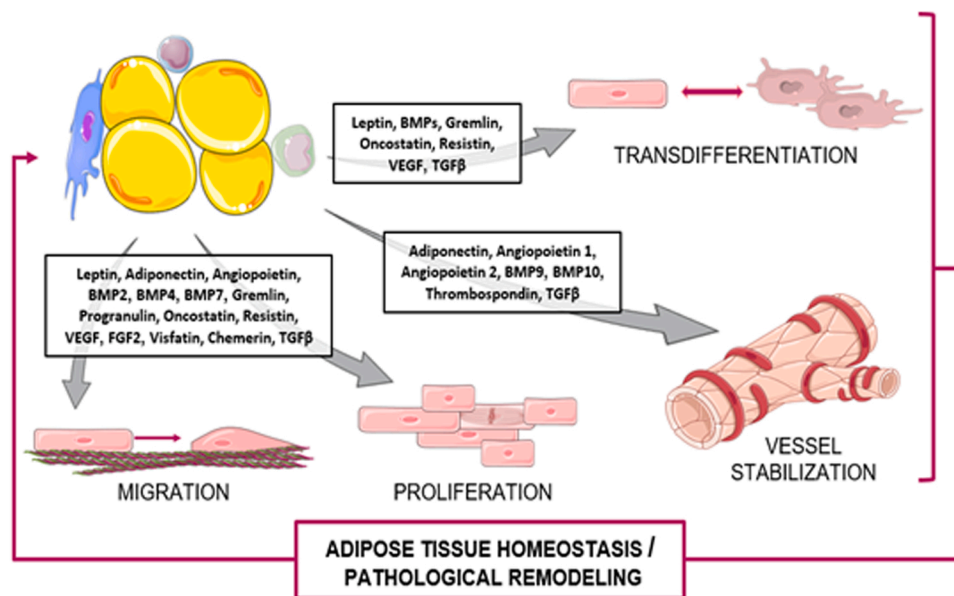 Leptin, BMPs, Gremlin,
Oncostatin, Resistin,
VEGF, TGFβ
TRANSDIFFERENTIATION
Adiponectin, Angiopoietin 1,
Angiopoietin 2, BMP9, BMP10,
Thrombospondin, TGFβ
Leptin, Adiponectin, Angiopoietin,
BMP2, BMP4, BMP7, Gremlin,
Progranulin, Oncostatin, Resistin,
VEGF, FGF2, Visfatin, Chemerin, TGFβ
VESSEL
STABILIZATION
MIGRATION
PROLIFERATION
ADIPOSE TISSUE HOMEOSTASIS /
PATHOLOGICAL REMODELING